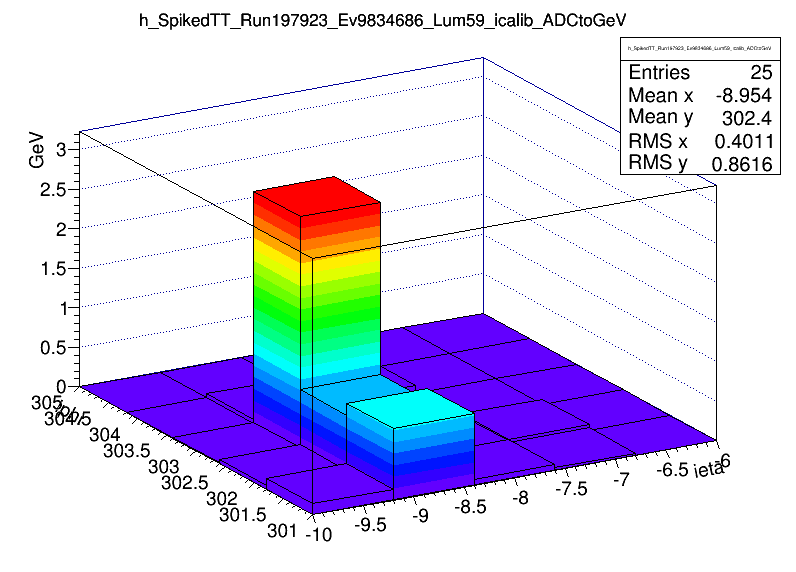 h_SpikedTT_Run197923_Ev9834686_Lum59_icalib_ADCtoGeV
h_SpikedTT_Run197923_Ev9834686_Lum59_icalib_ADCtoGeV
Entries 25
Mean x -8.954
Mean y 302.4
RMS x 0.4011
RMS y 0.8616
GeV
3
2.5
2
1.5
1
0.5
0
305
304.5
304
303.5
303
302.5
302
301.5
301
-10
-9.5
-9
-8.5
-8
-7.5
-7
-6.5
ieta
-6